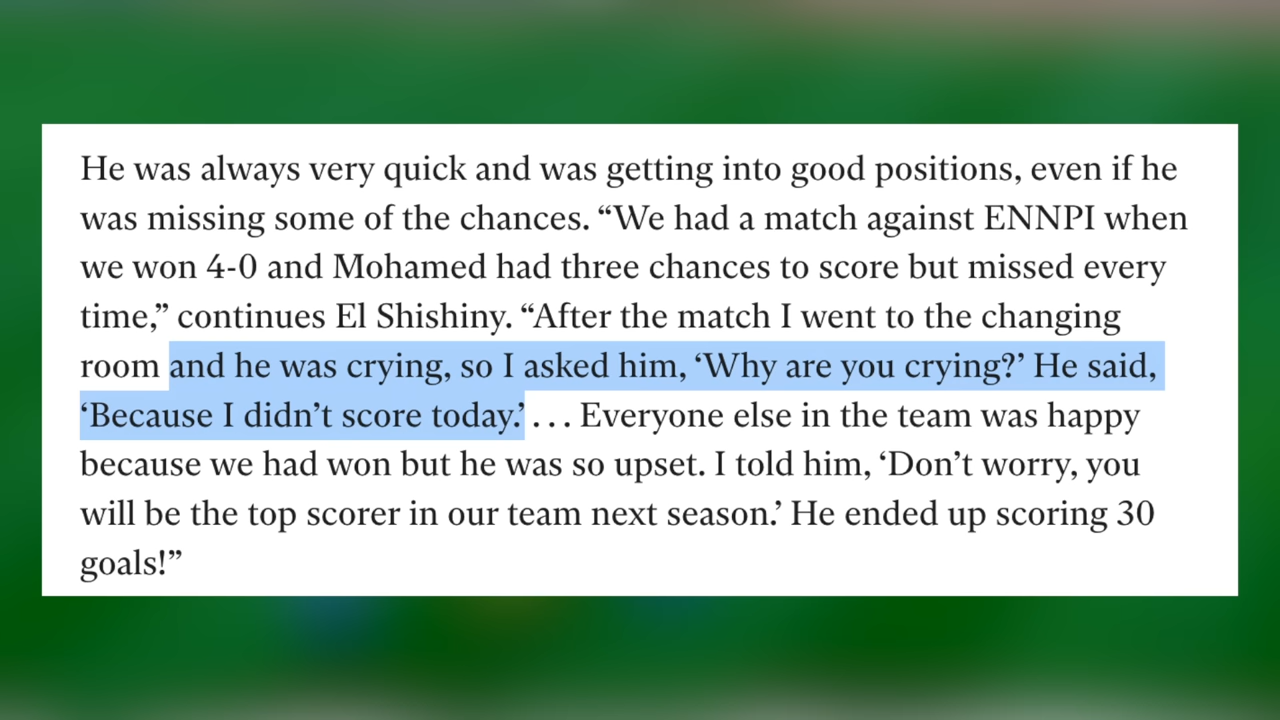 He was always very quick and was getting into good positions, even if he
was missing some of the chances. “We had a match against ENNPI when
we won 4-0 and Mohamed had three chances to score but missed every
time,” continues El Shishiny. “After the match I went to the changing
room and he was crying, so I asked him, ‘Why are you crying?’ He said,
‘Because I didn’t score today.’ . . . Everyone else in the team was happy
because we had won but he was so upset. I told him, ‘Don’t worry, you
will be the top scorer in our team next season.’ He ended up scoring 30
goals!”